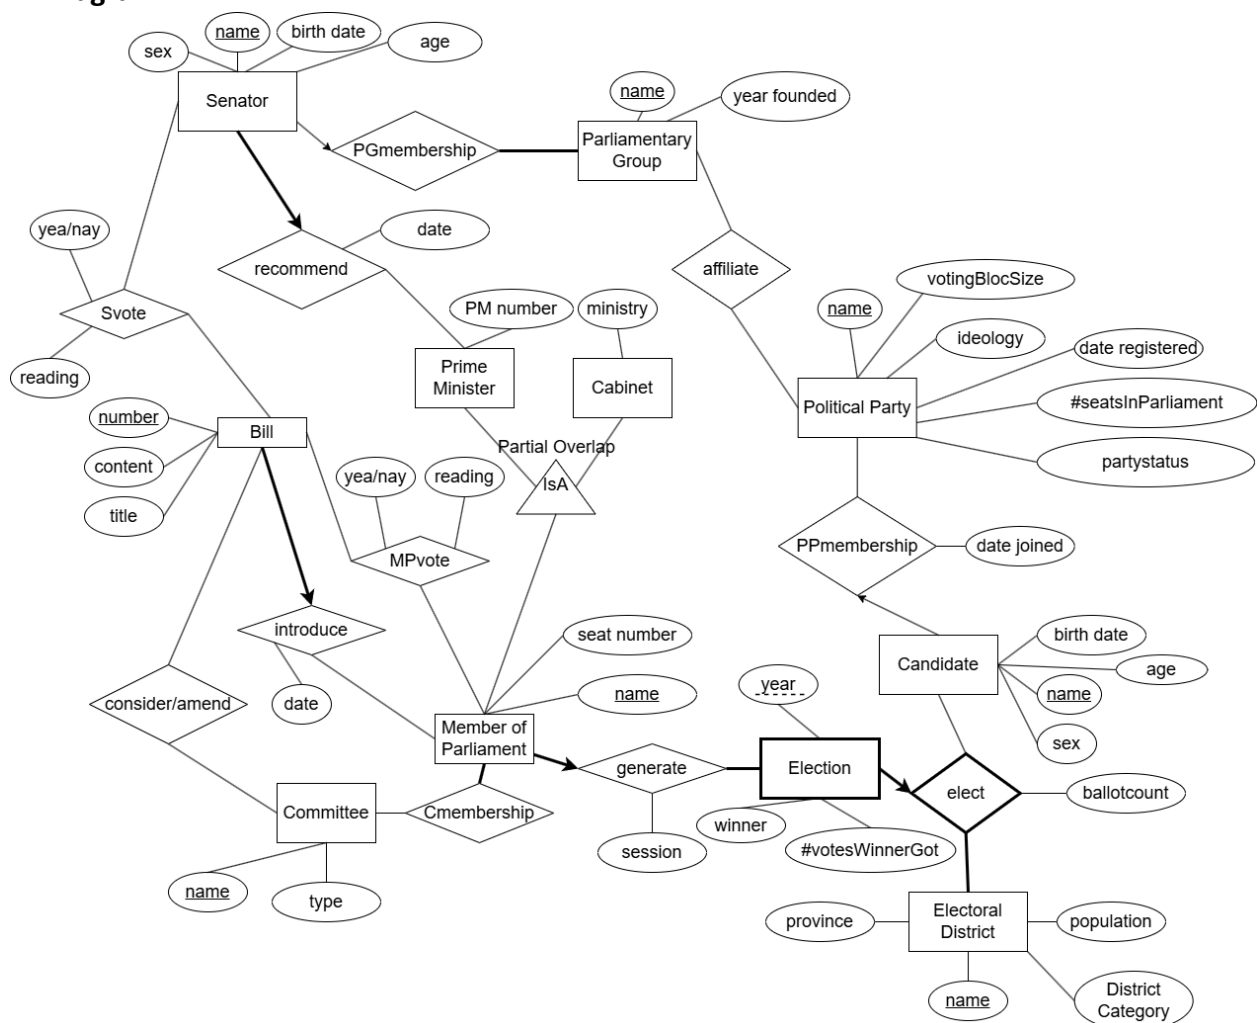 name
birth date
sex
age
Senator
name
year founded
PGmembership
Parliamentary
Group
yea/nay
date
recommend
affiliate
votingBlocSize
name
PM number
ministry
Svote
ideology
date registered
Prime
Minister
Cabinet
reading
#seatsInParliament
Political Party
number
Bill
Partial Overlap
content
yea/nay
reading
IsA
partystatus
title
PPmembership
date joined
MPvote
introduce
seat number
birth date
Candidate
age
year
name
name
consider/amend
date
Member of
Parliament
sex
generate
Election
elect
ballotcount
Committee
Cmembership
winner
session
#votesWinnerGot
name
type
province
Electoral
District
population
name
District
Category